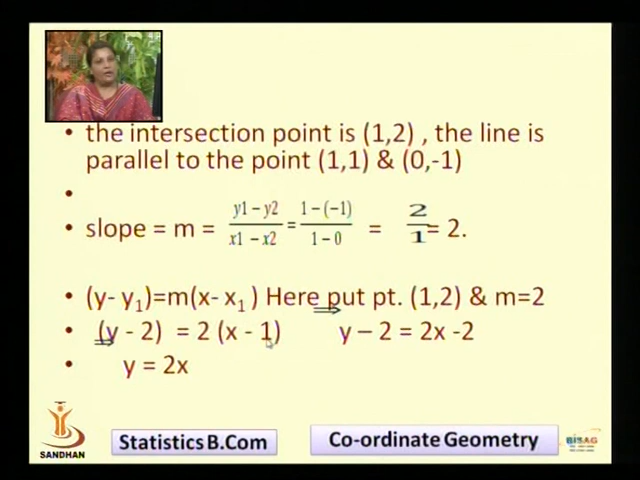 • the intersection point is (1,2) , the line is
parallel to the point (1,1) & (0,-1)
•
• slope = m = y1 − y2 / x1 − x2 = 1 − (−1) / 1 − 0 = 2/1 = 2.
• (y- y₁)=m(x- x₁ ) Here put pt. (1,2) & m=2
• (y - 2) = 2 (x - 1) y – 2 = 2x -2
• y = 2x
SANDHAN
Statistics B.Com
Co-ordinate Geometry
BISAG